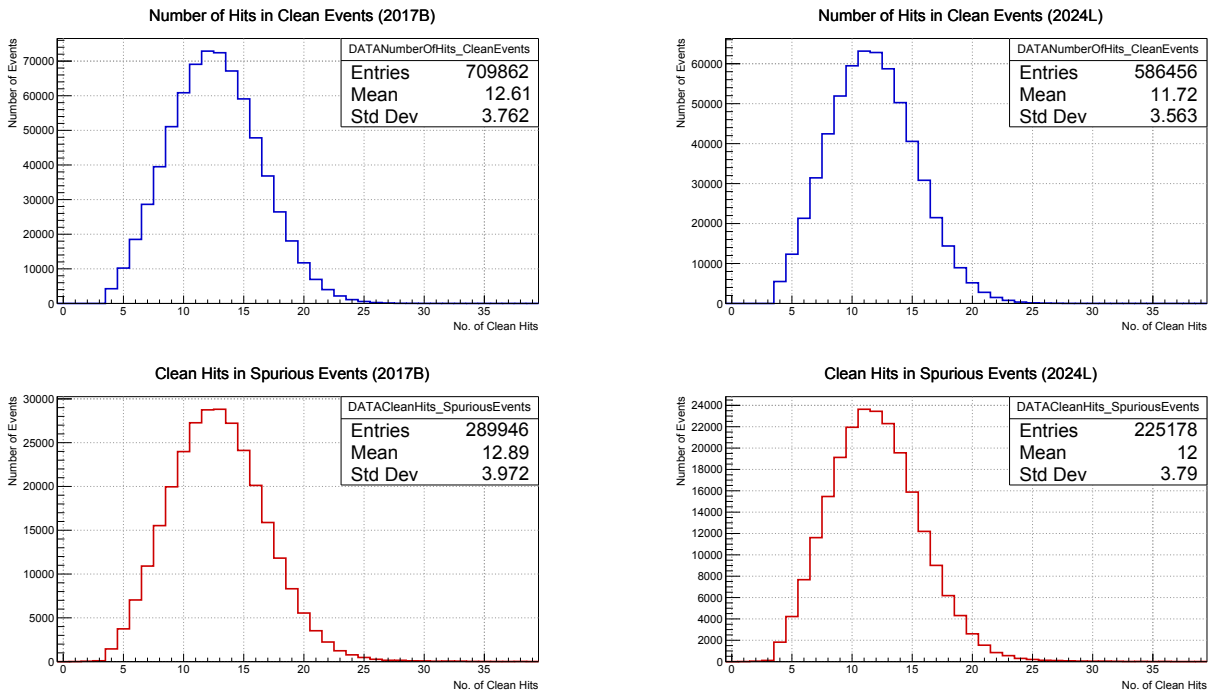 Number of Hits in Clean Events (2017B)
Number of Events
70000
60000
50000
40000
30000
20000
10000
0
0 5 10 15 20 25 30 35
No. of Clean Hits
DATANumberOfHits_CleanEvents
Entries 709862
Mean 12.61
Std Dev 3.762
Number of Hits in Clean Events (2024L)
Number of Events
60000
50000
40000
30000
20000
10000
0
0 5 10 15 20 25 30 35
No. of Clean Hits
DATANumberOfHits_CleanEvents
Entries 586456
Mean 11.72
Std Dev 3.563
Clean Hits in Spurious Events (2017B)
Number of Events
30000
25000
20000
15000
10000
5000
0
0 5 10 15 20 25 30 35
No. of Clean Hits
DATACleanHits_SpuriousEvents
Entries 289946
Mean 12.89
Std Dev 3.972
Clean Hits in Spurious Events (2024L)
Number of Events
24000
22000
20000
18000
16000
14000
12000
10000
8000
6000
4000
2000
0
0 5 10 15 20 25 30 35
No. of Clean Hits
DATACleanHits_SpuriousEvents
Entries 225178
Mean 12
Std Dev 3.79